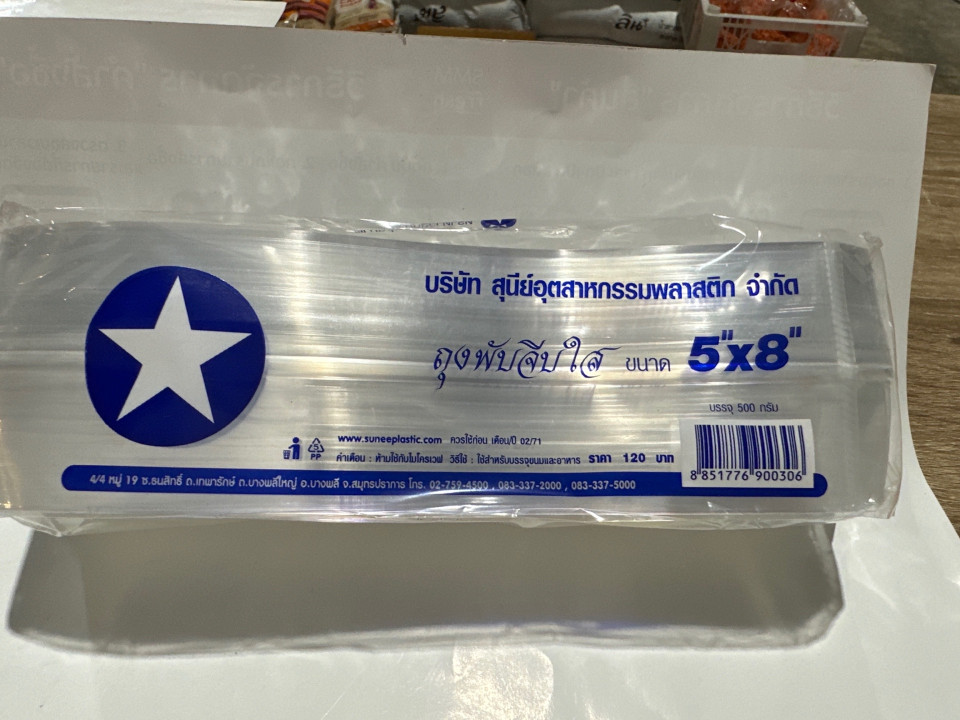 บริษัท สุนีย์อุตสาหกรรมพลาสติก จำกัด
ถุงพับจีบใส ขนาด 5"x8"
บรรจุ 500 กรัม
www.suneeplastic.com ควรใช้ก่อน เดือน/ปี 02/71
5
PP
คำเตือน : ห้ามใช้กับไมโครเวฟ วิธีใช้ : ใช้สำหรับบรรจุขนมและอาหาร ราคา 120 บาท
8 851776 900306
4/4 หมู่ 19 ซ.ธนสิทธิ์ ถ.เทพารักษ์ ต.บางพลีใหญ่ อ.บางพลี จ.สมุทรปราการ โทร. 02-759-4500 , 083-337-2000 , 083-337-5000